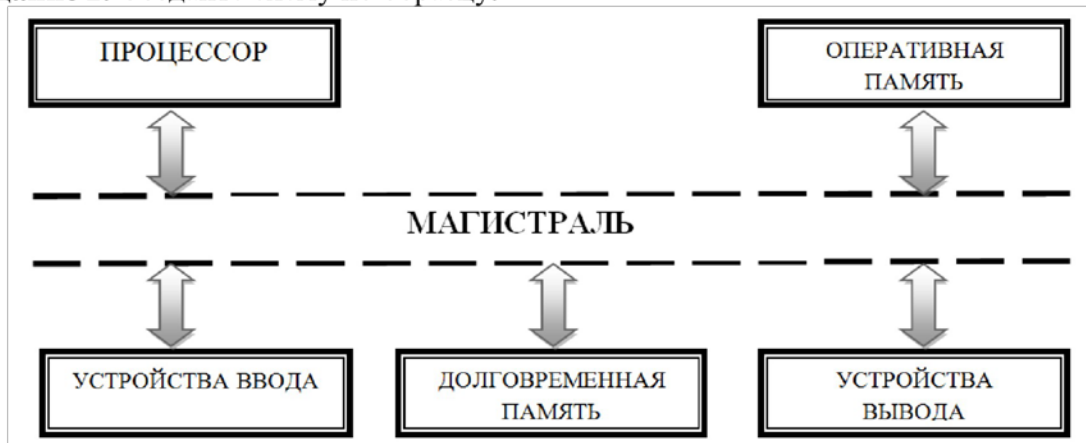 ПРОЦЕССОР
ОПЕРАТИВНАЯ
ПАМЯТЬ
МАГИСТРАЛЬ
УСТРОЙСТВА ВВОДА
ДОЛГОВРЕМЕННАЯ
ПАМЯТЬ
УСТРОЙСТВА
ВЫВОДА